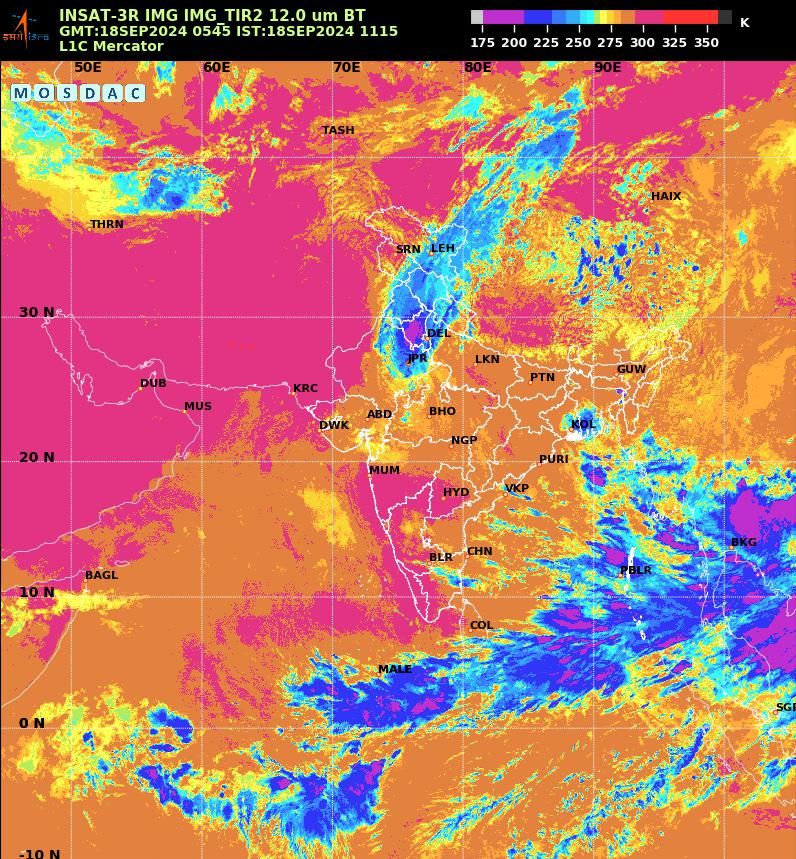 INSAT-3R IMG IMG_TIR2 12.0 um BT
GMT:18SEP2024 0545 IST:18SEP2024 1115
L1C Mercator
K
175 200 225 250 275 300 325 350
50E 60E 70E 80E 90E
M O S D A C
TASH
HAIX
THRN
SRN LEH
30 N
DEL
JPR LKN
GUW
PTN
DUB
KRC
MUS
ABD BHO
DWK KOL
NGP
20 N PURI
MUM
HYD VKP
BKG
BLR CHN
PBLR
BAGL
10 N
COL
MALE
SGP
0 N
-10 N